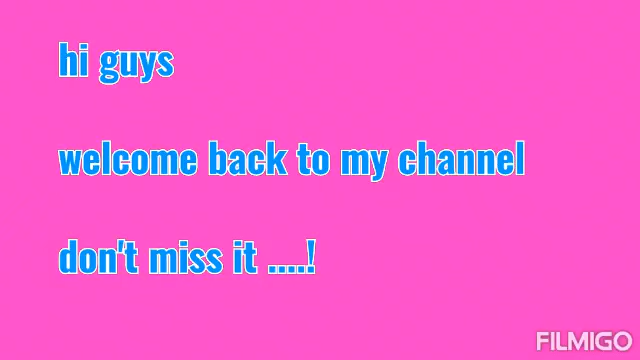 hi guys
welcome back to my channel
don't miss it ....!
FILMIGO